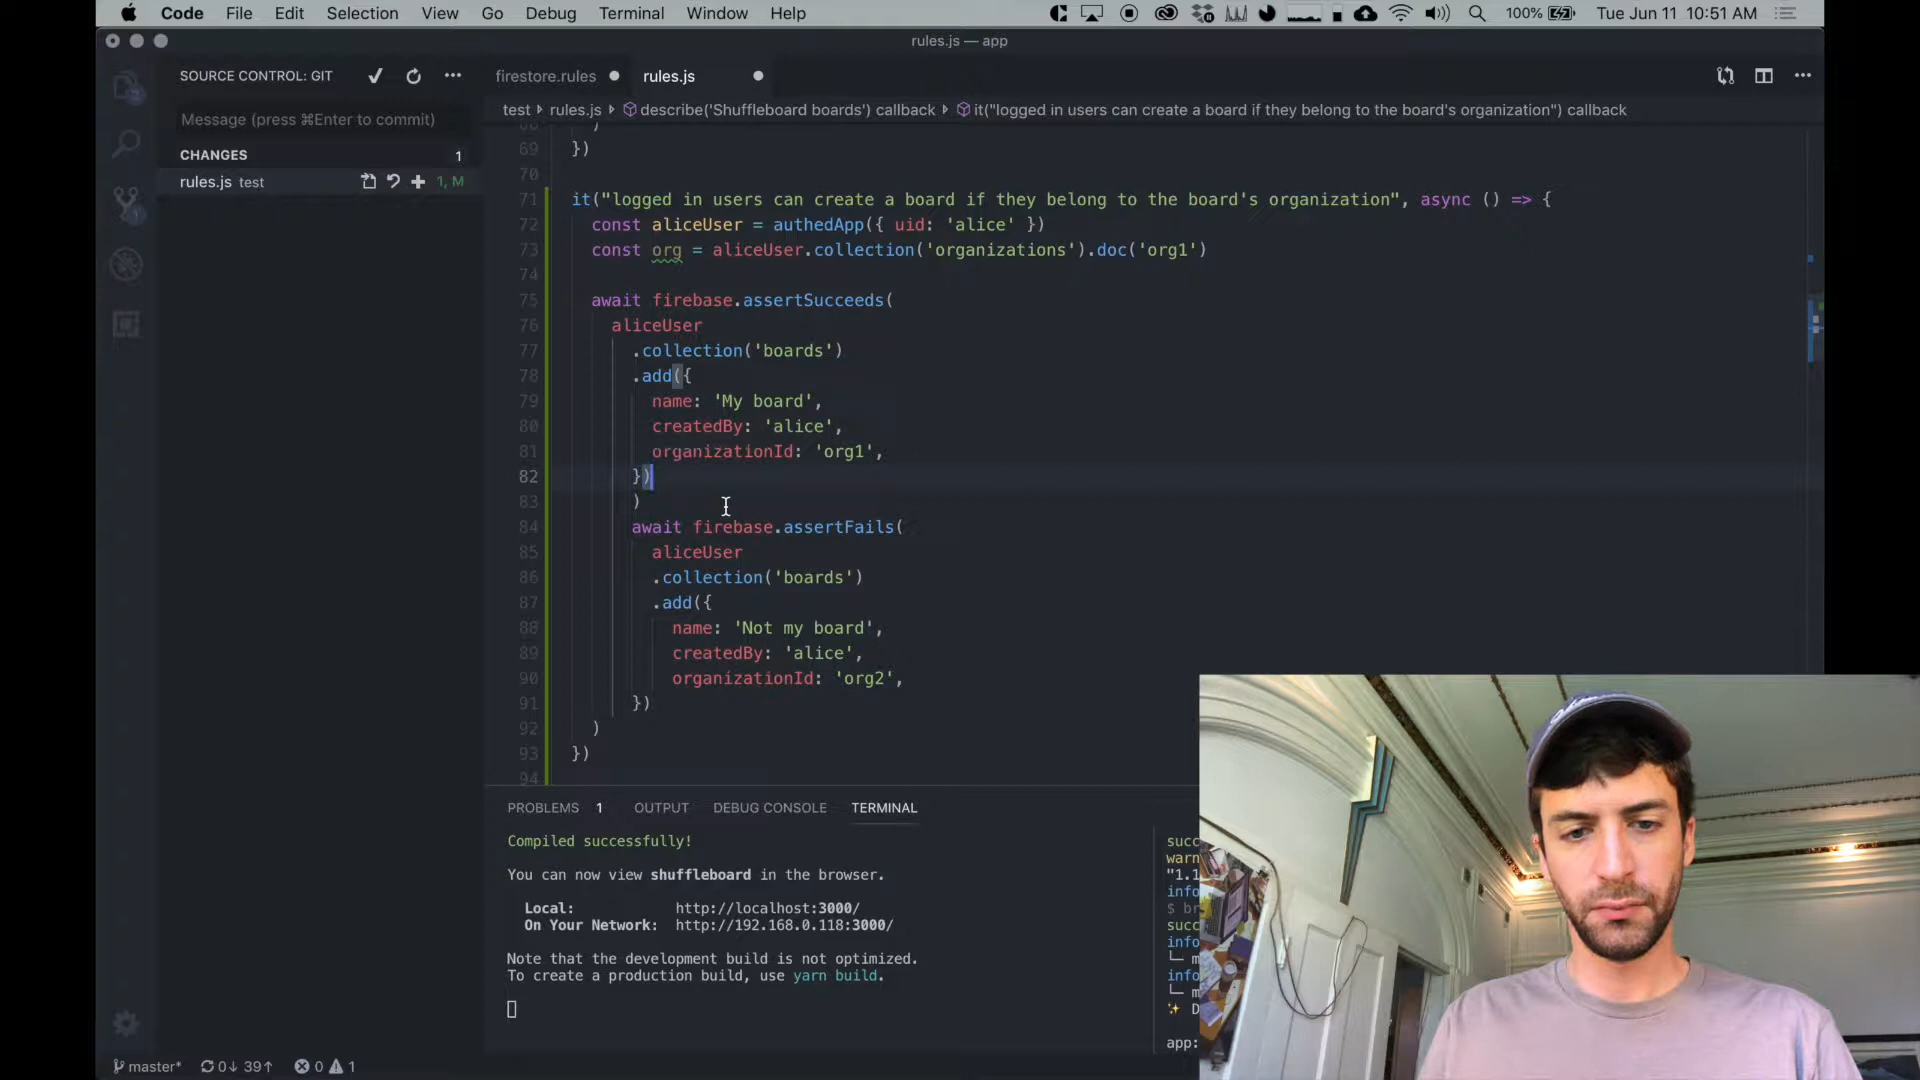 Code File Edit Selection View Go Debug Terminal Window Help 100% Tue Jun 11 10:51 AM
rules.js — app
SOURCE CONTROL: GIT
Message (press ⌘Enter to commit)
CHANGES 1
rules.js test 1, M
firestore.rules rules.js
test rules.js describe('Shuffleboard boards') callback it("logged in users can create a board if they belong to the board's organization") callback
69 })
70
71 it("logged in users can create a board if they belong to the board's organization", async () => {
72 const aliceUser = authedApp({ uid: 'alice' })
73 const org = aliceUser.collection('organizations').doc('org1')
74
75 await firebase.assertSucceeds(
76 aliceUser
77 .collection('boards')
78 .add({
79 name: 'My board',
80 createdBy: 'alice',
81 organizationId: 'org1',
82 })
83 )
84 await firebase.assertFails(
85 aliceUser
86 .collection('boards')
87 .add({
88 name: 'Not my board',
89 createdBy: 'alice',
90 organizationId: 'org2',
91 })
92 )
93 })
94
PROBLEMS 1 OUTPUT DEBUG CONSOLE TERMINAL
Compiled successfully!
You can now view shuffleboard in the browser.
Local: http://localhost:3000/
On Your Network: http://192.168.0.118:3000/
Note that the development build is not optimized.
To create a production build, use yarn build.
succ
warn
"1.1
info
$ br
succ
info
└─ m
info
└─ m
✨ D
app:
master* 0↓ 39↑ 0 1